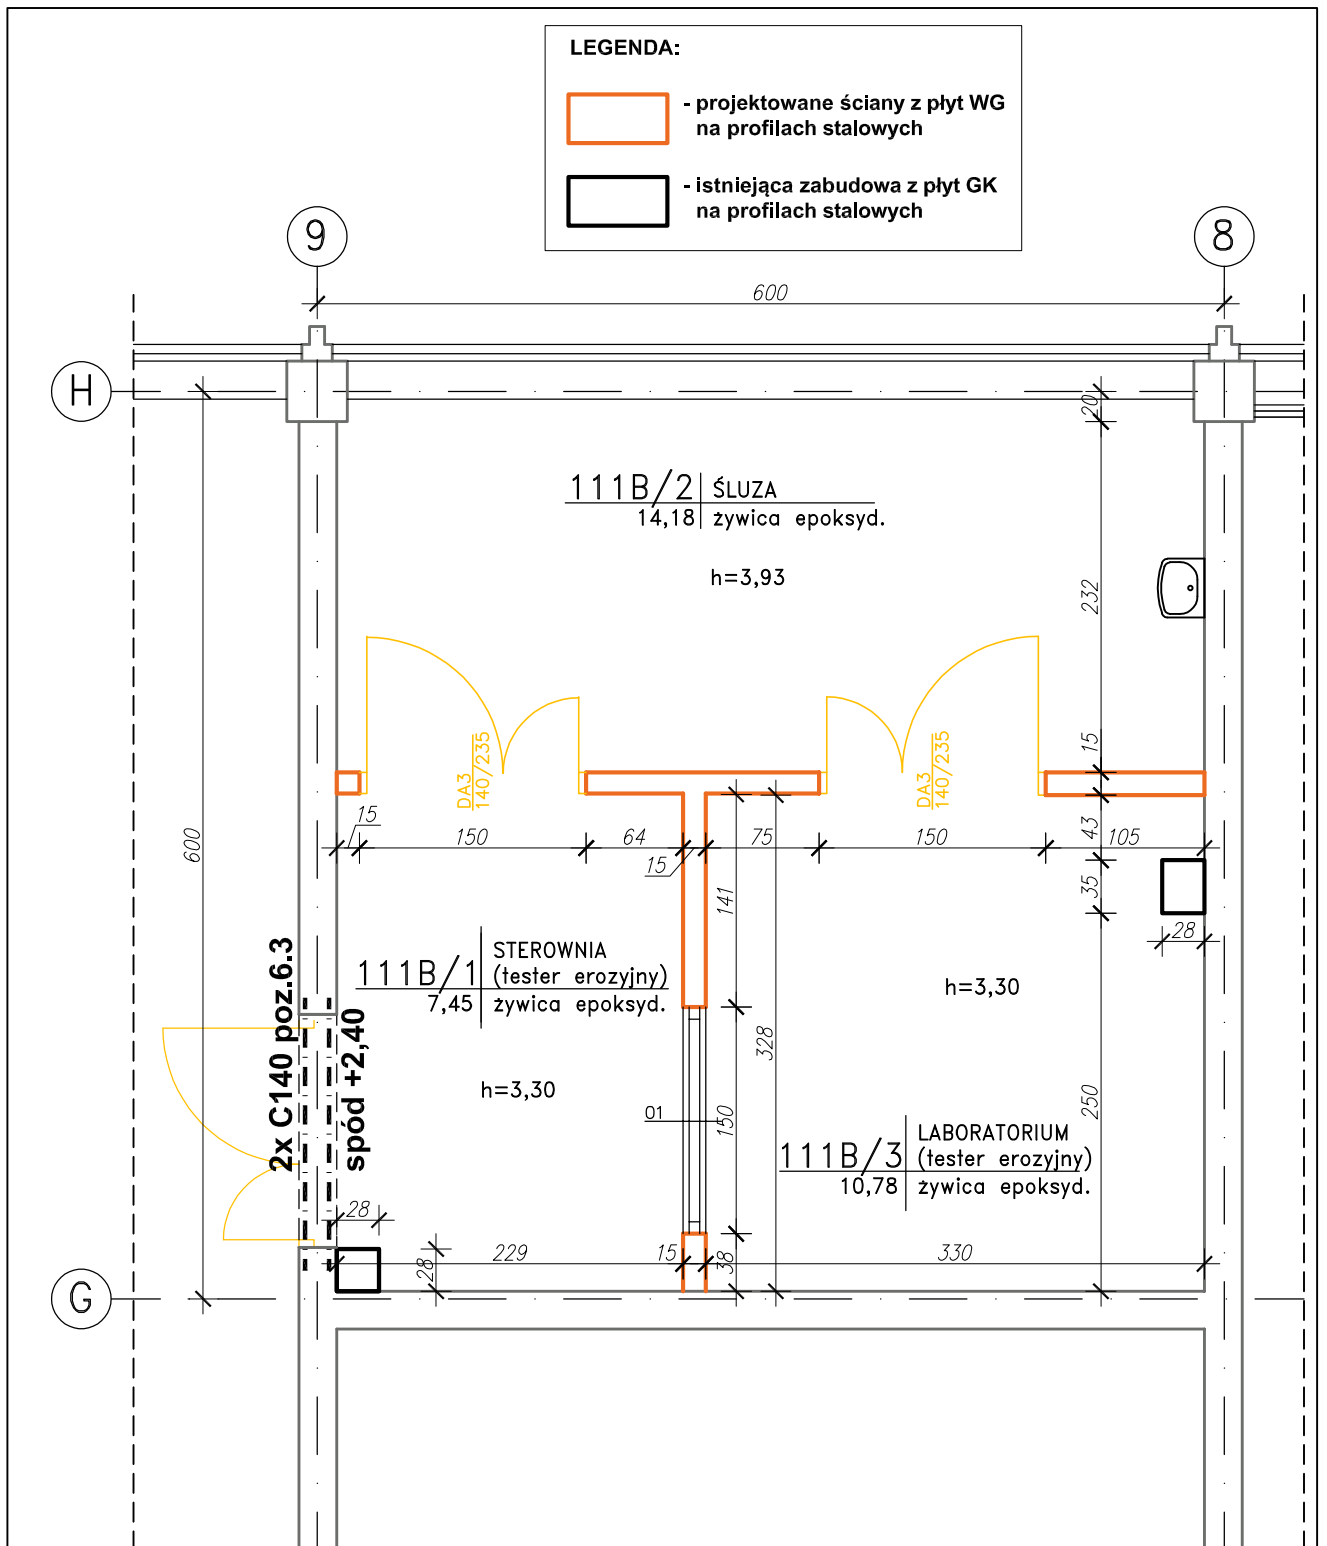 LEGENDA:
- projektowane ściany z płyt WG
na profilach stalowych
- istniejąca zabudowa z płyt GK
na profilach stalowych
9
8
600
H
20
111B/2 ŚLUZA
14,18 żywica epoksyd.
h=3,93
232
DA3
140/235
DA3
140/235
15
600
15
150
64
15
75
150
43
105
35
28
141
328
2x C140 poz.6.3
spód +2,40
STEROWNIA
111B/1 (tester erozyjny)
7,45 żywica epoksyd.
h=3,30
h=3,30
01
150
250
LABORATORIUM
111B/3 (tester erozyjny)
10,78 żywica epoksyd.
28
28
229
15
38
330
G